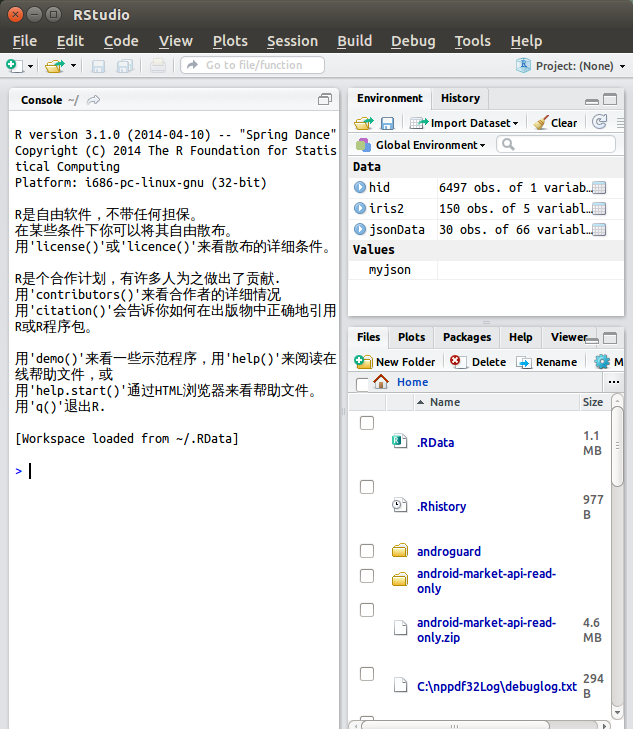 RStudio
File Edit Code View Plots Session Build Debug Tools Help
Go to file/function Project: (None)
Console ~/
R version 3.1.0 (2014-04-10) -- "Spring Dance"
Copyright (C) 2014 The R Foundation for Statis
tical Computing
Platform: i686-pc-linux-gnu (32-bit)
R是自由软件，不带任何担保。
在某些条件下你可以将其自由散布。
用'license()'或'licence()'来看散布的详细条件。
R是个合作计划，有许多人为之做出了贡献.
用'contributors()'来看合作者的详细情况
用'citation()'会告诉你如何在出版物中正确地引用
R或R程序包。
用'demo()'来看一些示范程序，用'help()'来阅读在
线帮助文件，或
用'help.start()'通过HTML浏览器来看帮助文件。
用'q()'退出R.
[Workspace loaded from ~/.RData]
>
Environment History
Import Dataset Clear
Global Environment
Data
hid 6497 obs. of 1 variab…
iris2 150 obs. of 5 variabl…
jsonData 30 obs. of 66 variab…
Values
myjson
Files Plots Packages Help Viewer
New Folder Delete Rename M
Home ...
Name Size
.RData 1.1 MB
.Rhistory 977 B
androguard
android-market-api-read-
only
android-market-api-read-
only.zip 4.6 MB
C:\nppdf32Log\debuglog.txt 294 B